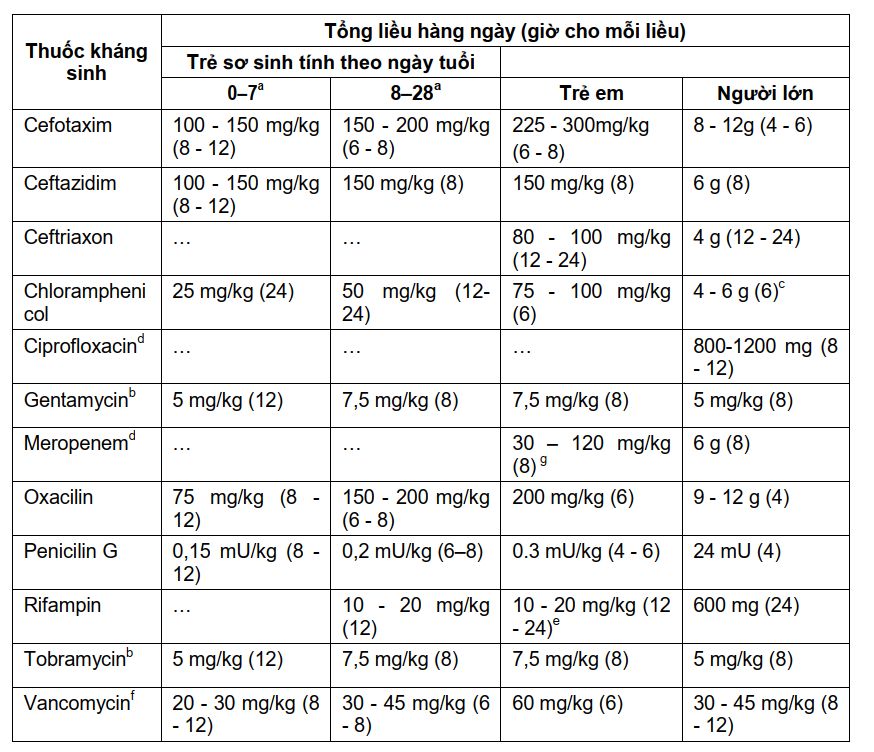 Thuốc kháng sinh
Tổng liều hàng ngày (giờ cho mỗi liều)
Trẻ sơ sinh tính theo ngày tuổi
0–7ᵃ 8–28ᵃ Trẻ em Người lớn
Cefotaxim 100 - 150 mg/kg (8 - 12) 150 - 200 mg/kg (6 - 8) 225 - 300mg/kg (6 - 8) 8 - 12g (4 - 6)
Ceftazidim 100 - 150 mg/kg (8 - 12) 150 mg/kg (8) 150 mg/kg (8) 6 g (8)
Ceftriaxon … … 80 - 100 mg/kg (12 - 24) 4 g (12 - 24)
Chloramphenicol 25 mg/kg (24) 50 mg/kg (12-24) 75 - 100 mg/kg (6) 4 - 6 g (6)ᶜ
Ciprofloxacinᵈ … … … 800-1200 mg (8 - 12)
Gentamycinᵇ 5 mg/kg (12) 7,5 mg/kg (8) 7,5 mg/kg (8) 5 mg/kg (8)
Meropenemᵈ … … 30 – 120 mg/kg (8) ᵍ 6 g (8)
Oxacilin 75 mg/kg (8 - 12) 150 - 200 mg/kg (6 - 8) 200 mg/kg (6) 9 - 12 g (4)
Penicilin G 0,15 mU/kg (8 - 12) 0,2 mU/kg (6–8) 0.3 mU/kg (4 - 6) 24 mU (4)
Rifampin … 10 - 20 mg/kg (12) 10 - 20 mg/kg (12 - 24)ᵉ 600 mg (24)
Tobramycinᵇ 5 mg/kg (12) 7,5 mg/kg (8) 7,5 mg/kg (8) 5 mg/kg (8)
Vancomycinᶠ 20 - 30 mg/kg (8 - 12) 30 - 45 mg/kg (6 - 8) 60 mg/kg (6) 30 - 45 mg/kg (8 - 12)